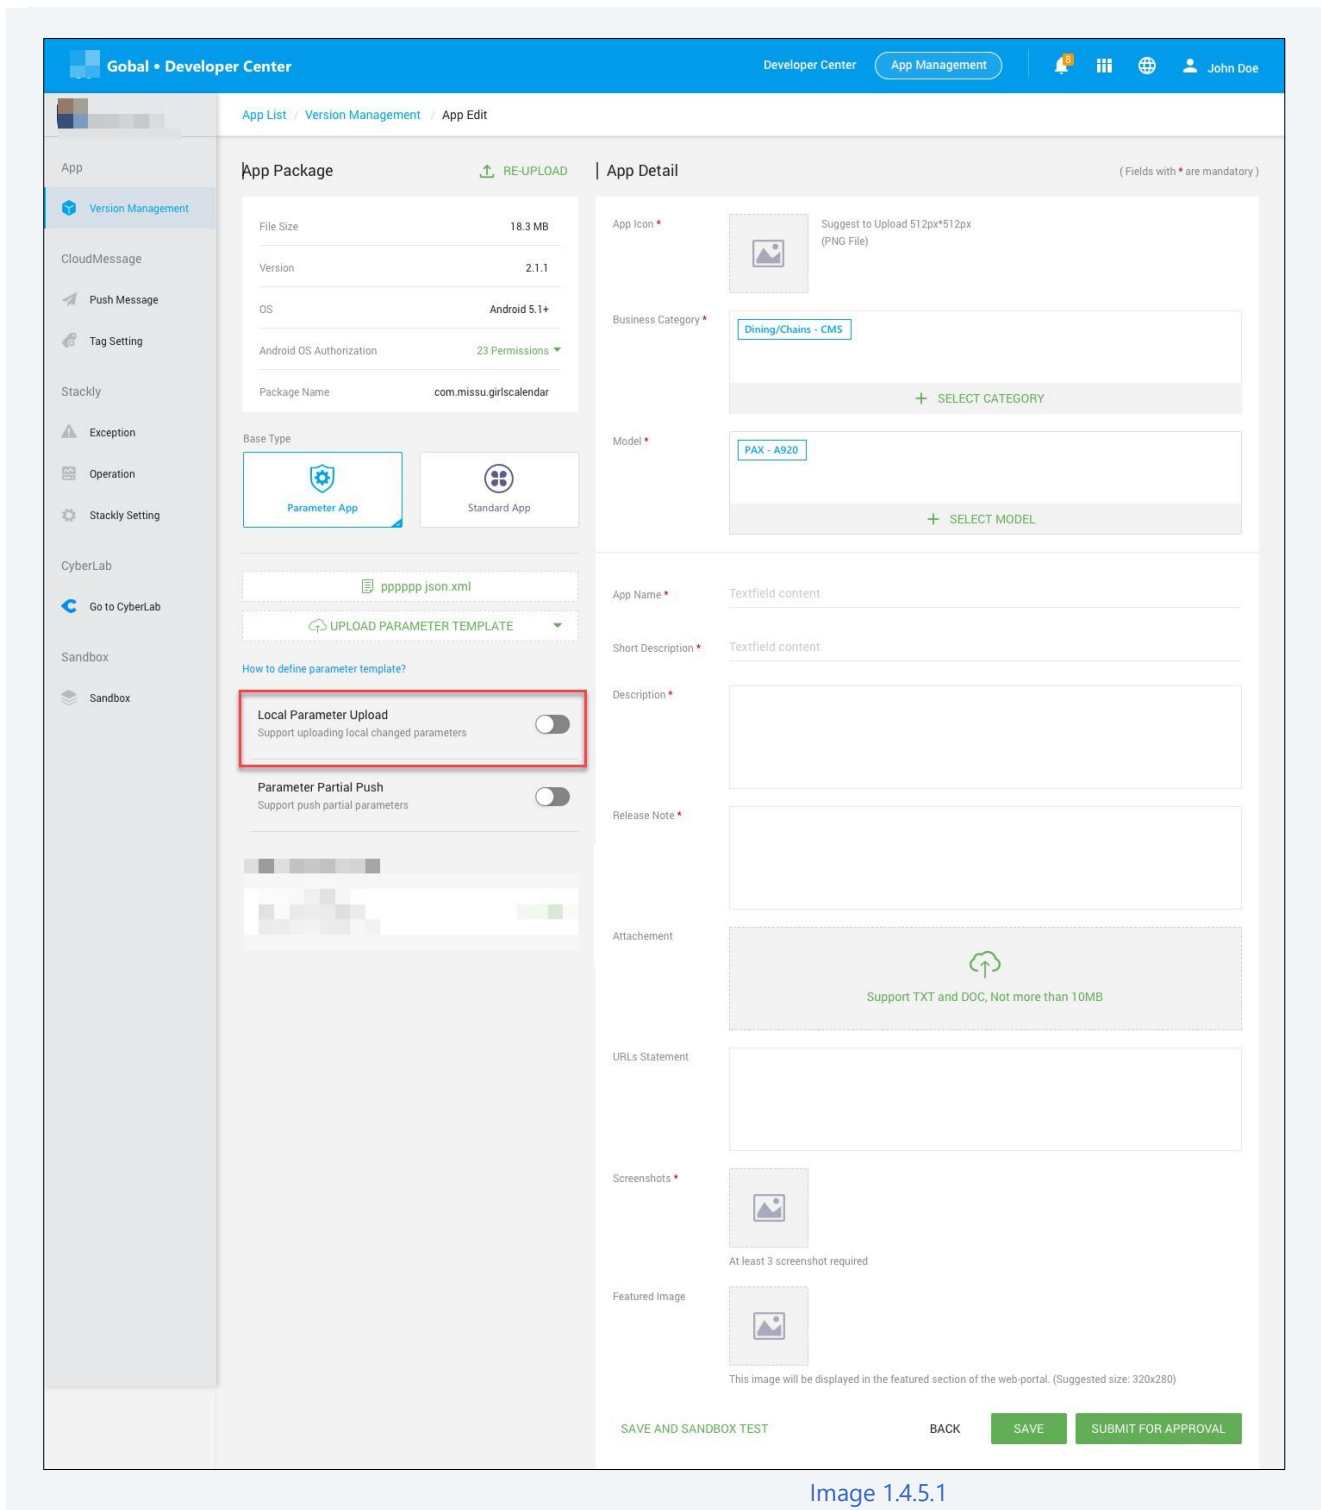 Gobal • Developer Center
Developer Center
App Management
8
John Doe
App List / Version Management / App Edit
App
Version Management
CloudMessage
Push Message
Tag Setting
Stackly
Exception
Operation
Stackly Setting
CyberLab
Go to CyberLab
Sandbox
Sandbox
App Package
RE-UPLOAD
File Size 18.3 MB
Version 2.1.1
OS Android 5.1+
Android OS Authorization 23 Permissions
Package Name com.missu.girlscalendar
Base Type
Parameter App
Standard App
pppppp json.xml
UPLOAD PARAMETER TEMPLATE
How to define parameter template?
Local Parameter Upload
Support uploading local changed parameters
Parameter Partial Push
Support push partial parameters
App Detail
( Fields with * are mandatory )
App Icon *
Suggest to Upload 512px*512px
(PNG File)
Business Category *
Dining/Chains - CMS
+ SELECT CATEGORY
Model *
PAX - A920
+ SELECT MODEL
App Name * Textfield content
Short Description * Textfield content
Description *
Release Note *
Attachement
Support TXT and DOC, Not more than 10MB
URLs Statement
Screenshots *
At least 3 screenshot required
Featured Image
This image will be displayed in the featured section of the web-portal. (Suggested size: 320x280)
SAVE AND SANDBOX TEST
BACK
SAVE
SUBMIT FOR APPROVAL
Image 1.4.5.1